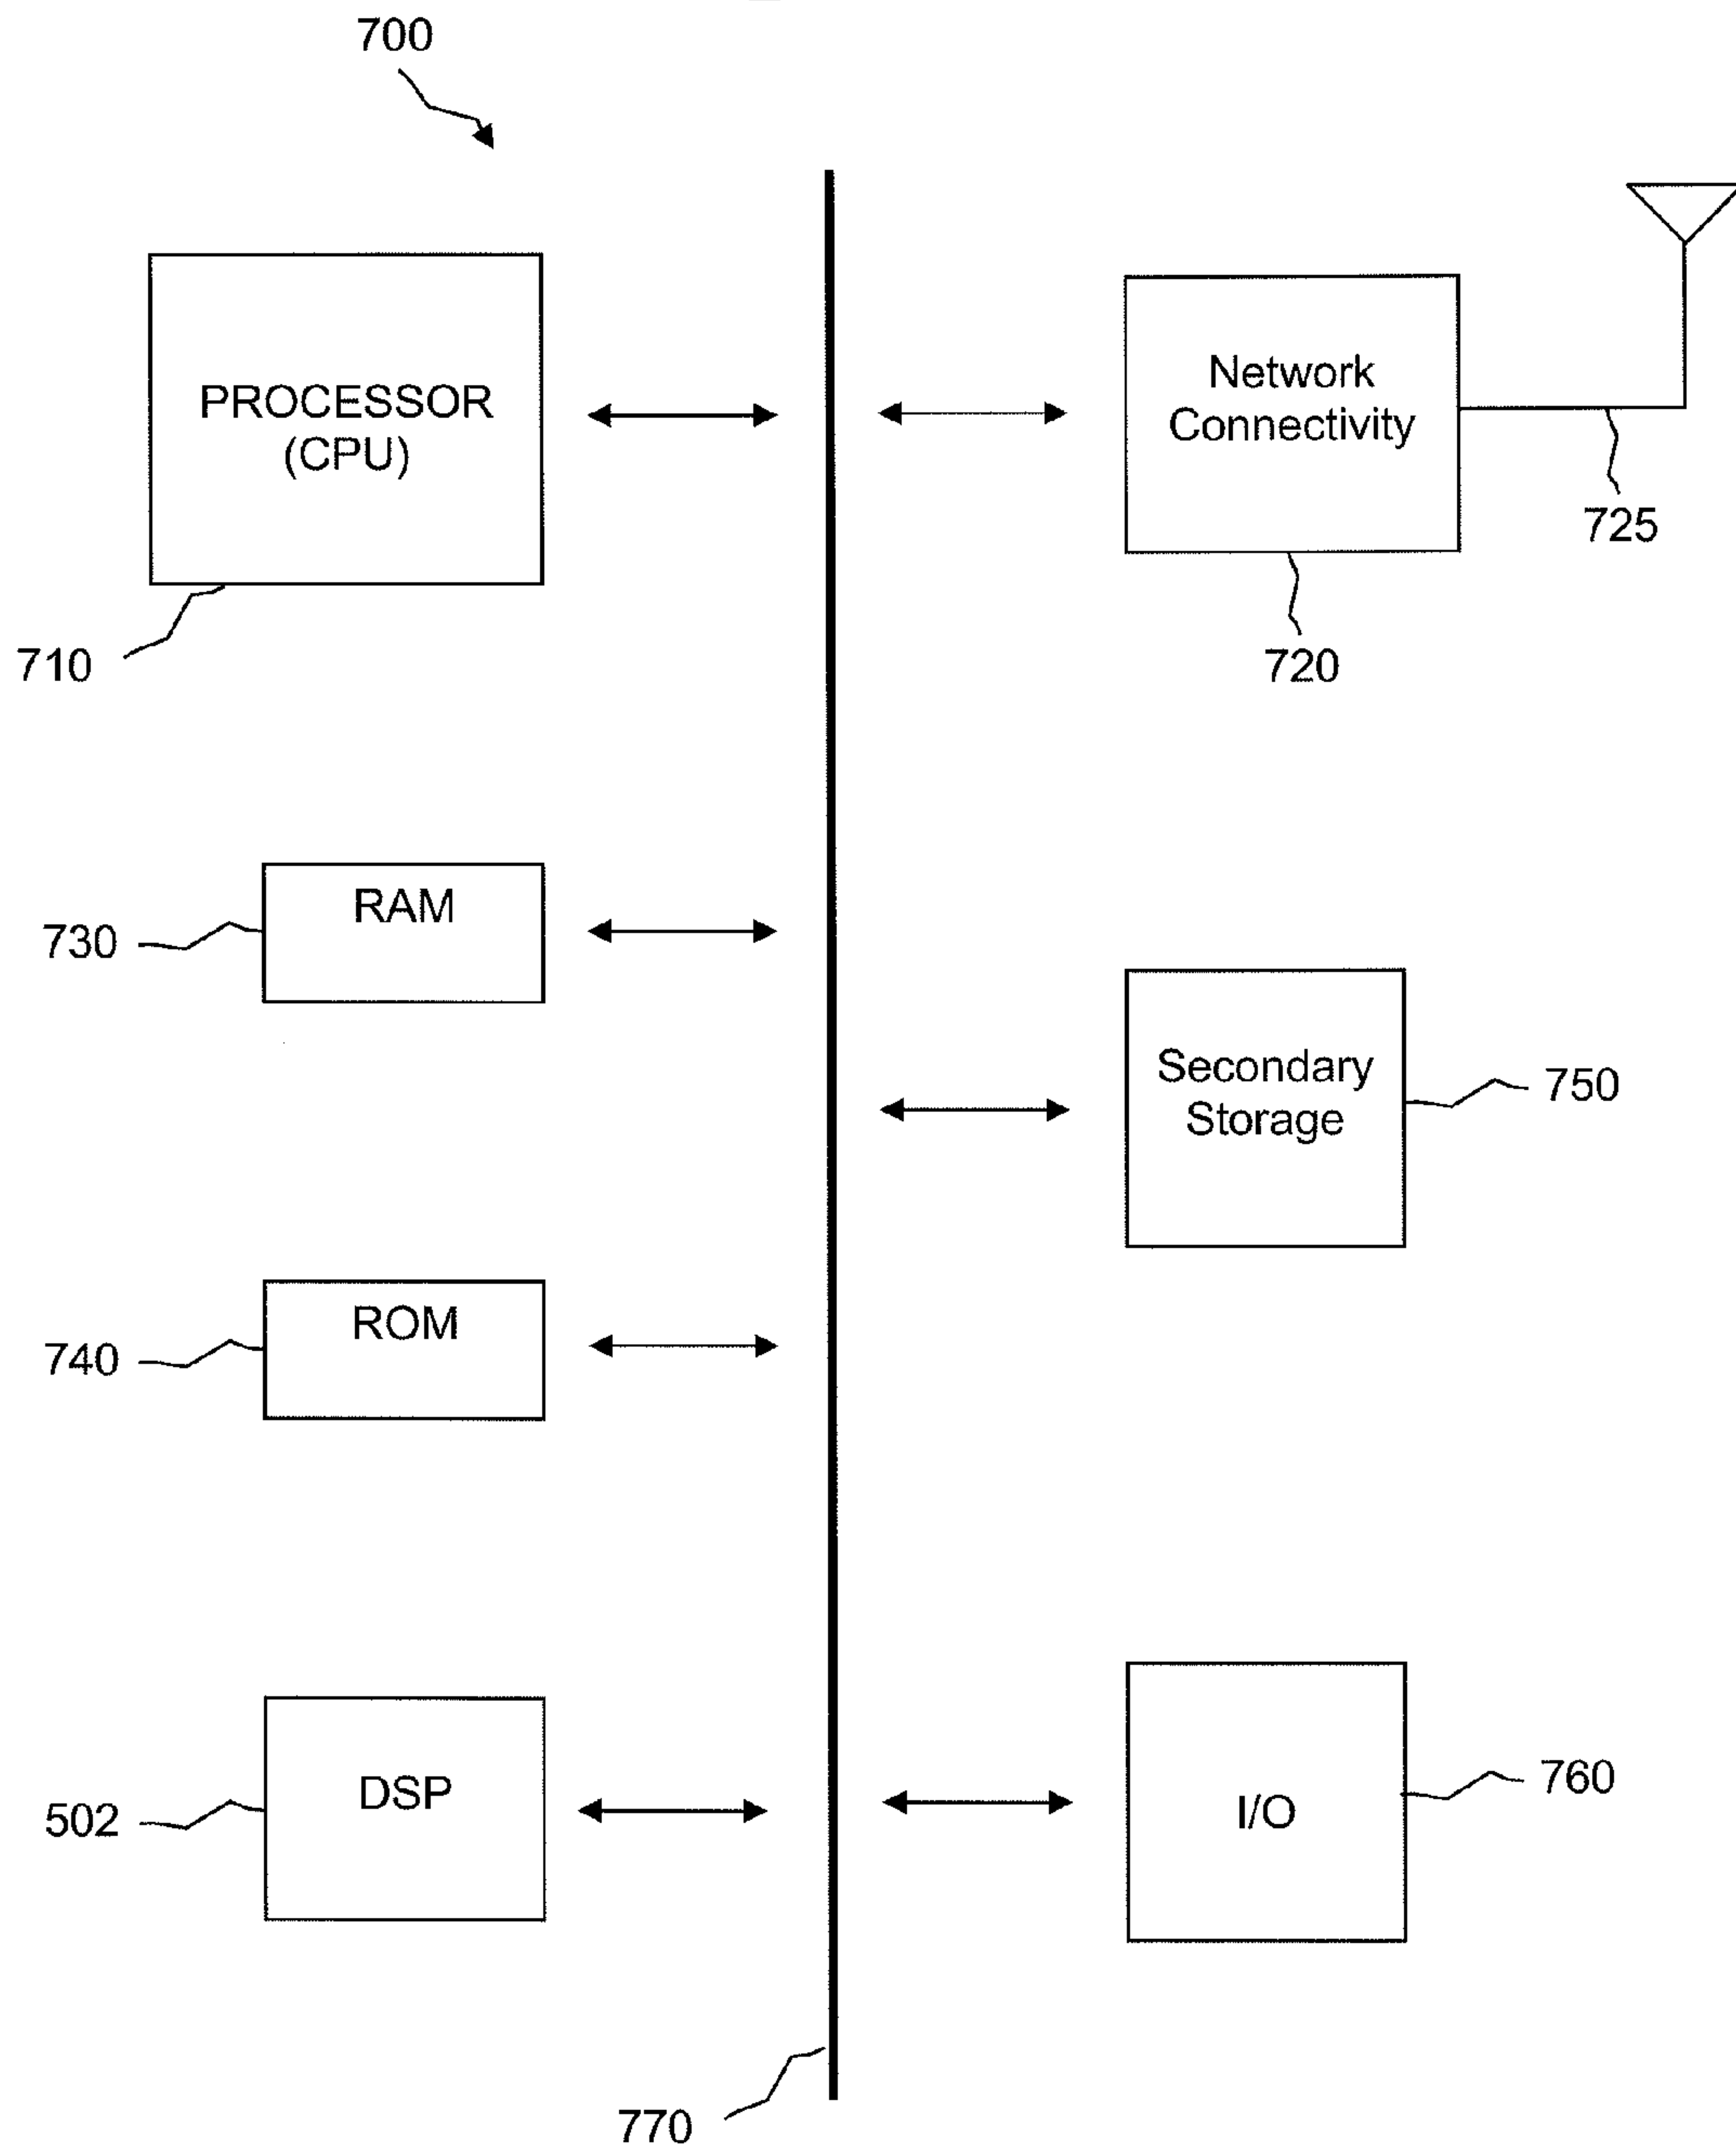 700
PROCESSOR
(CPU)
710
Network
Connectivity
725
720
RAM
730
Secondary
Storage
750
ROM
740
DSP
502
I/O
760
770